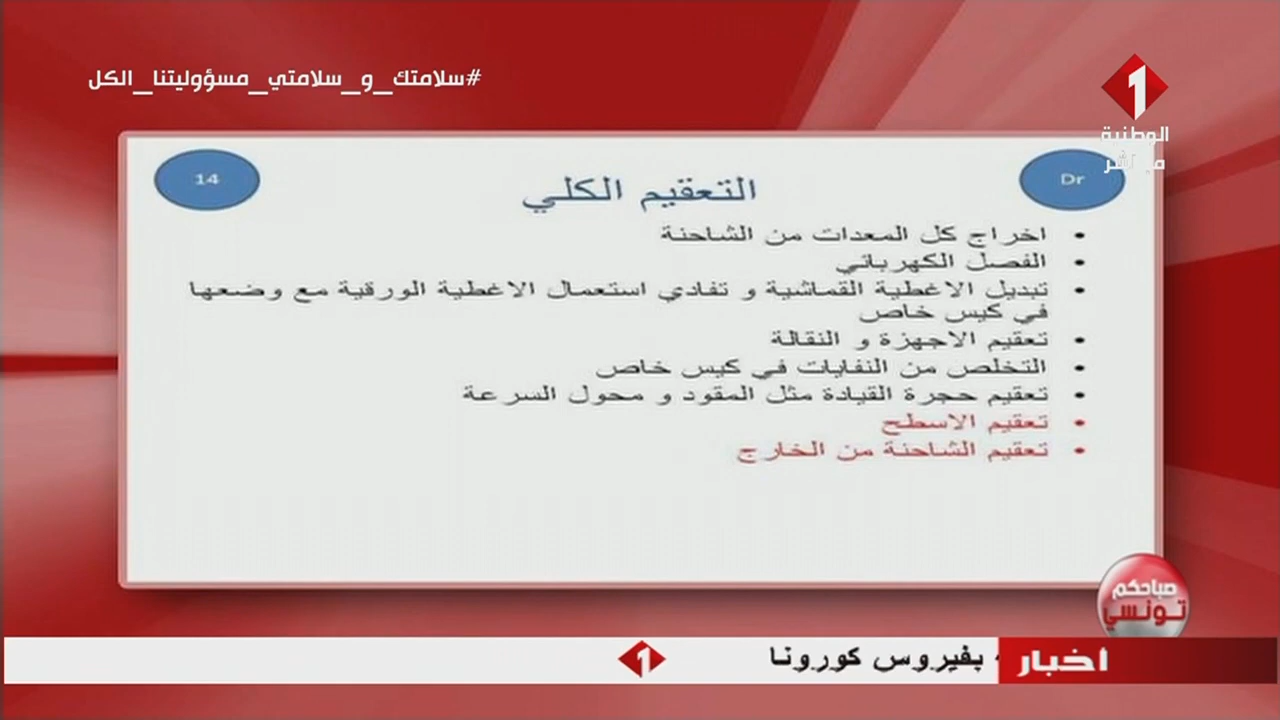 #سلامتك_و_سلامتي_مسؤوليتنا_الكل
1
الوطنية
مباشر
Dr
14
التعقيم الكلي
• اخراج كل المعدات من الشاحنة
• الفصل الكهربائي
• تبديل الاغطية القماشية و تفادي استعمال الاغطية الورقية مع وضعها
في كيس خاص
• تعقيم الاجهزة و النقالة
• التخلص من النفايات في كيس خاص
• تعقيم حجرة القيادة مثل المقود و محول السرعة
• تعقيم الاسطح
• تعقيم الشاحنة من الخارج
صباحكم
تونسي
أخبار
بفيروس كورونا
1